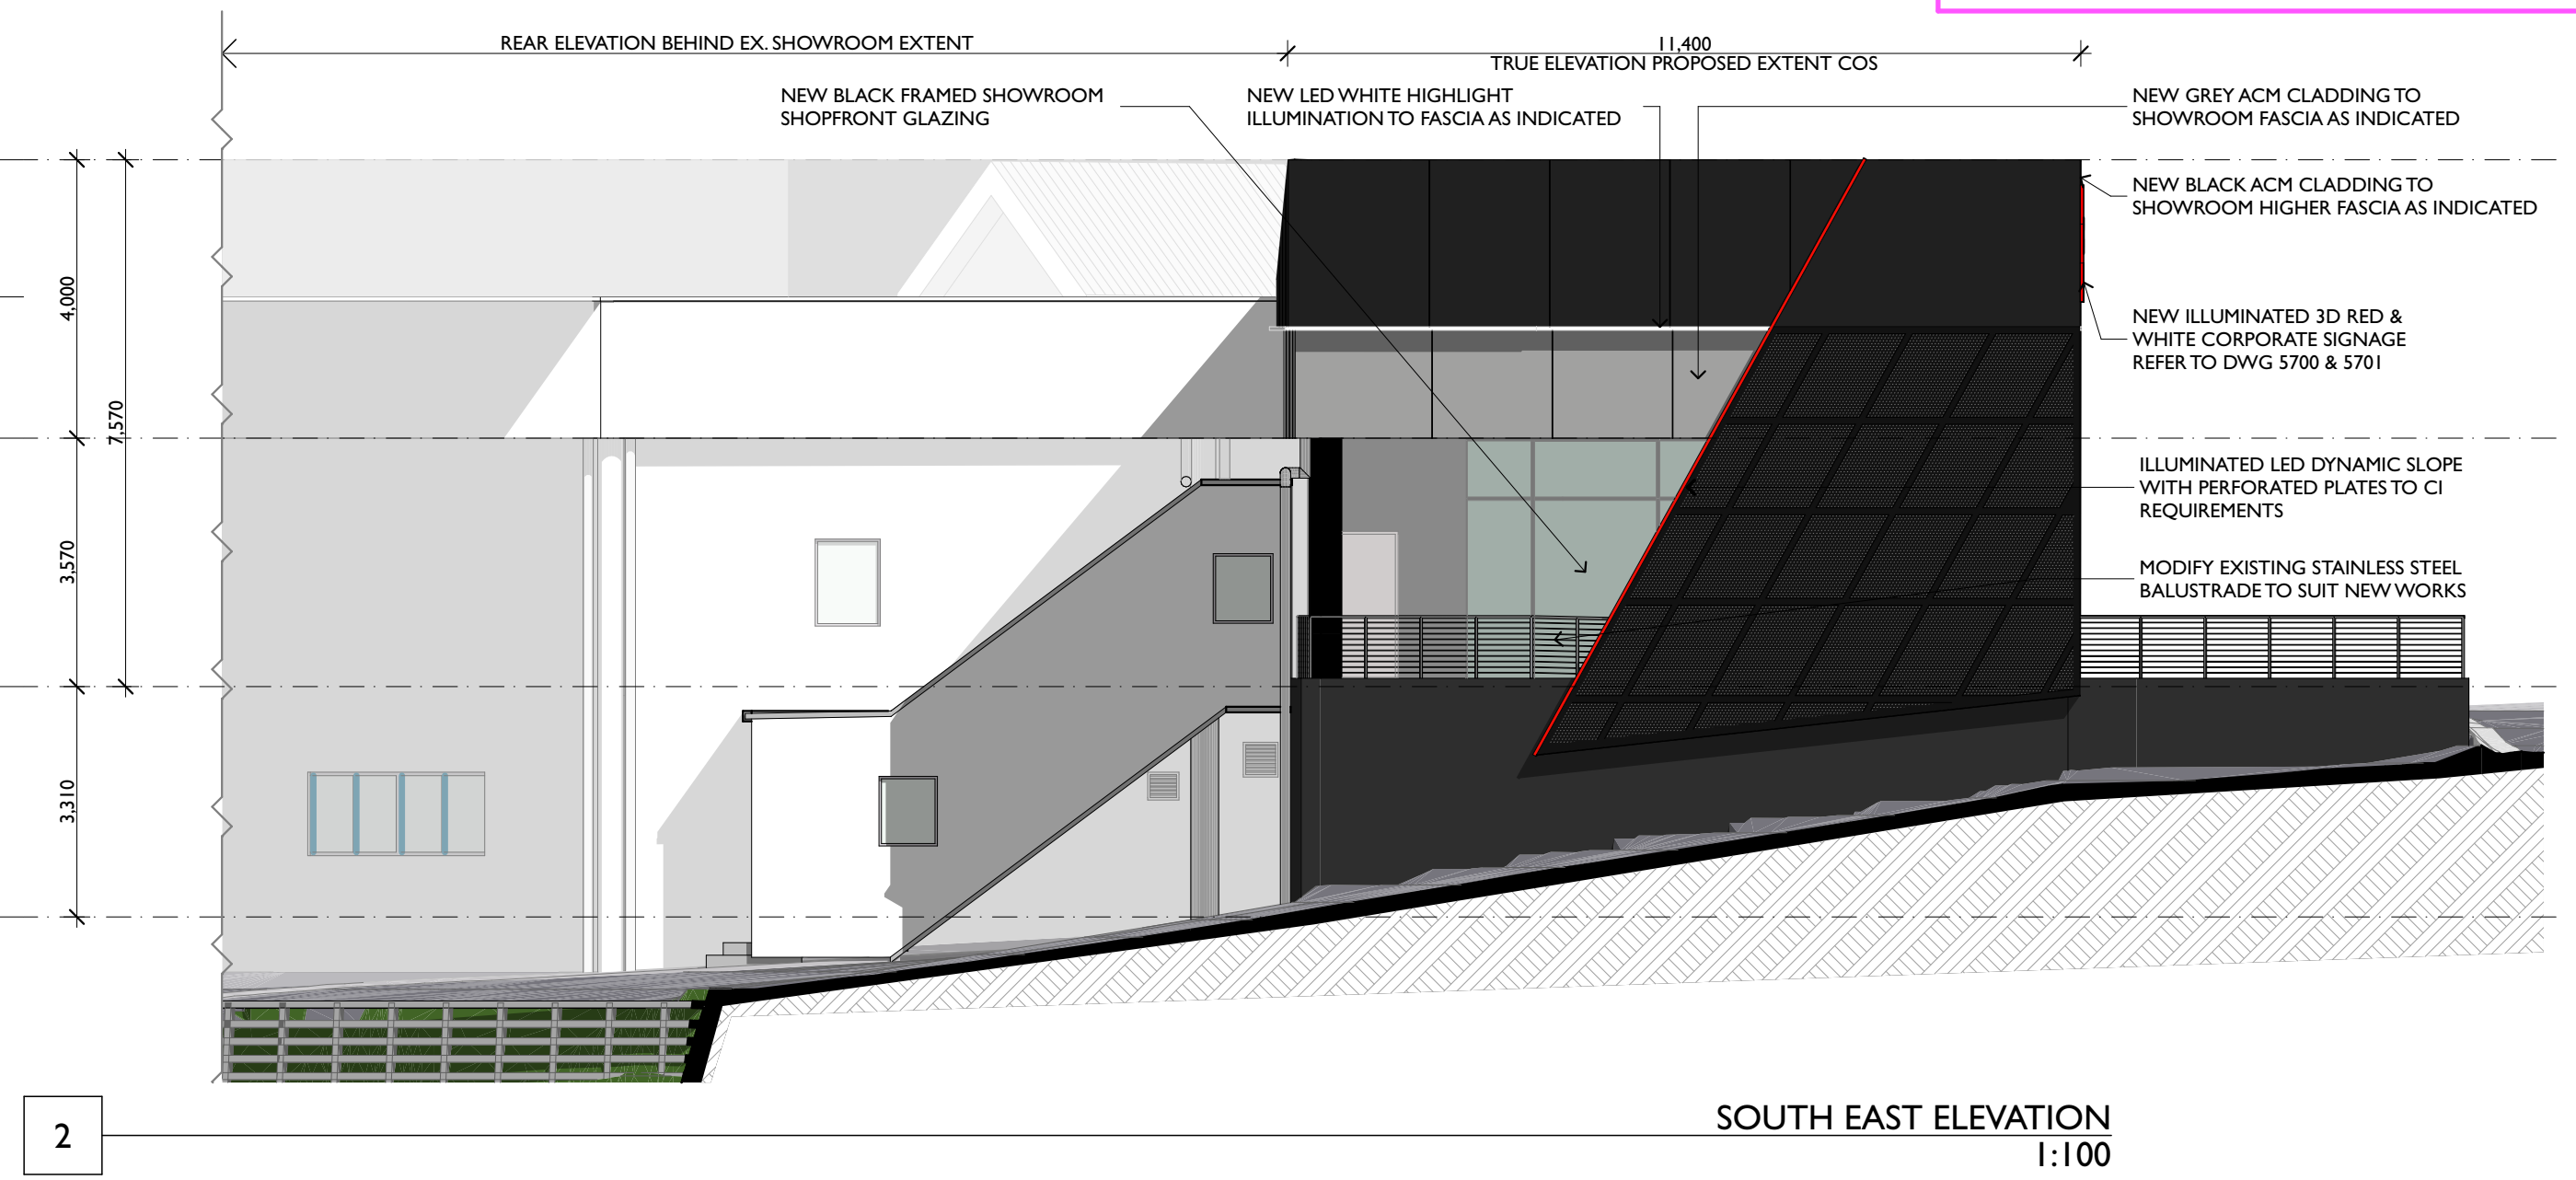 REAR ELEVATION BEHIND EX. SHOWROOM EXTENT
11,400
TRUE ELEVATION PROPOSED EXTENT COS
NEW BLACK FRAMED SHOWROOM
SHOPFRONT GLAZING
NEW LED WHITE HIGHLIGHT
ILLUMINATION TO FASCIA AS INDICATED
NEW GREY ACM CLADDING TO
SHOWROOM FASCIA AS INDICATED
NEW BLACK ACM CLADDING TO
SHOWROOM HIGHER FASCIA AS INDICATED
NEW ILLUMINATED 3D RED &
WHITE CORPORATE SIGNAGE
REFER TO DWG 5700 & 5701
ILLUMINATED LED DYNAMIC SLOPE
WITH PERFORATED PLATES TO CI
REQUIREMENTS
MODIFY EXISTING STAINLESS STEEL
BALUSTRADE TO SUIT NEW WORKS
4,000
7,570
3,570
3,310
2
SOUTH EAST ELEVATION
1:100